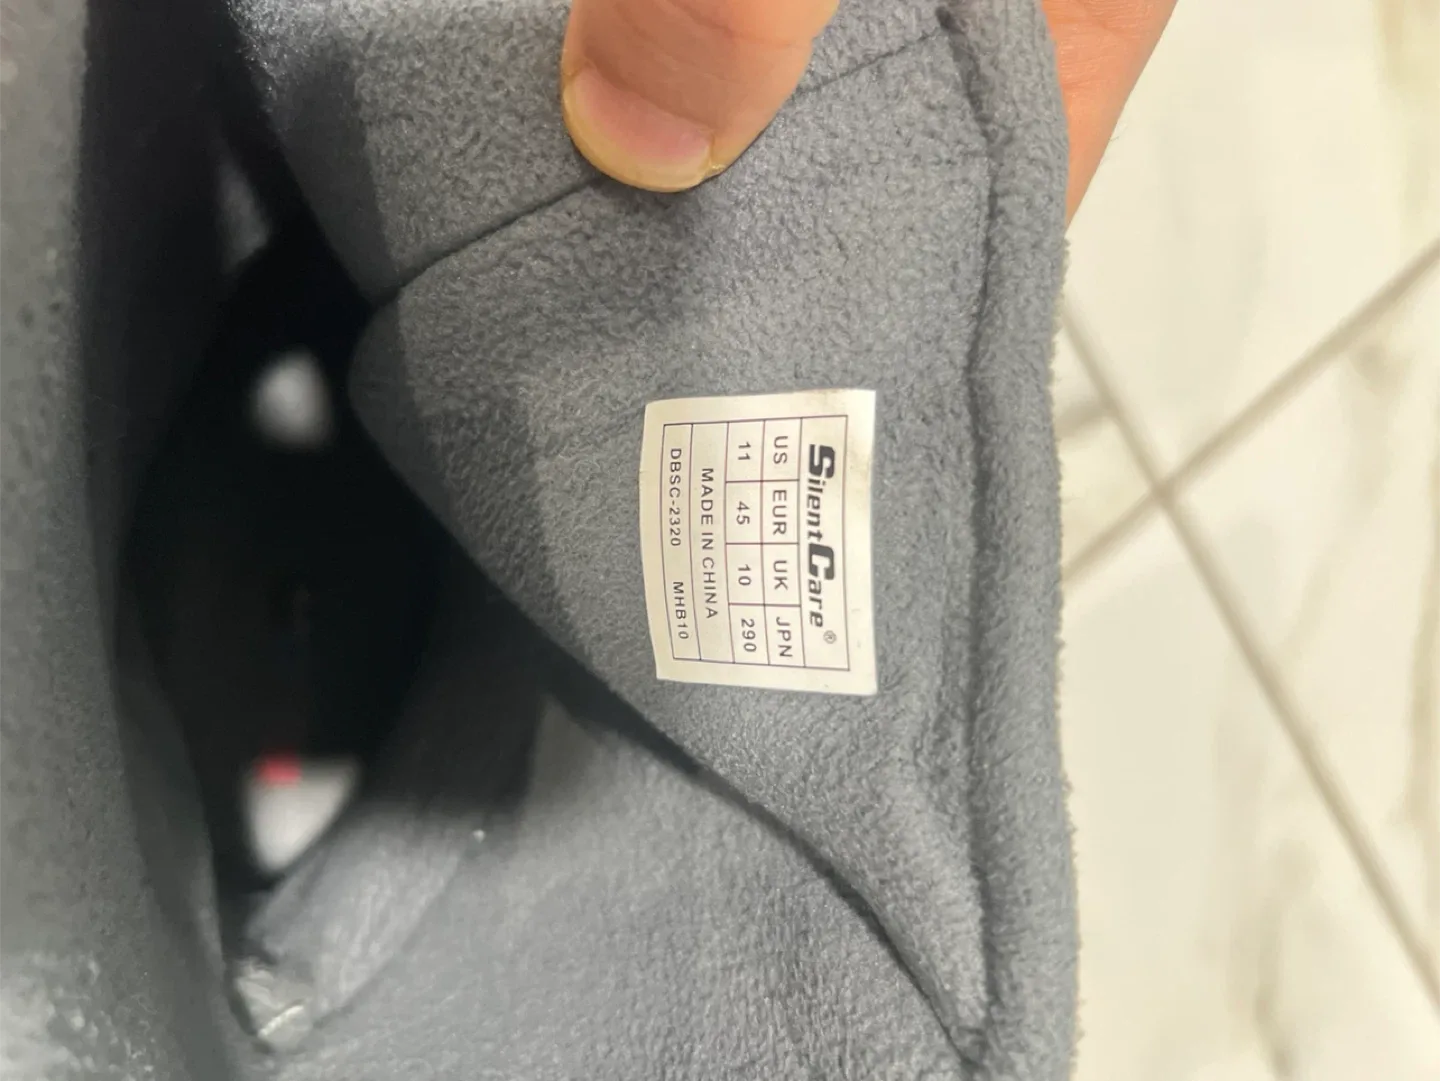 SilentCare®
US EUR UK JPN
11 45 10 290
MADE IN CHINA
DBSC-2320 MHB10